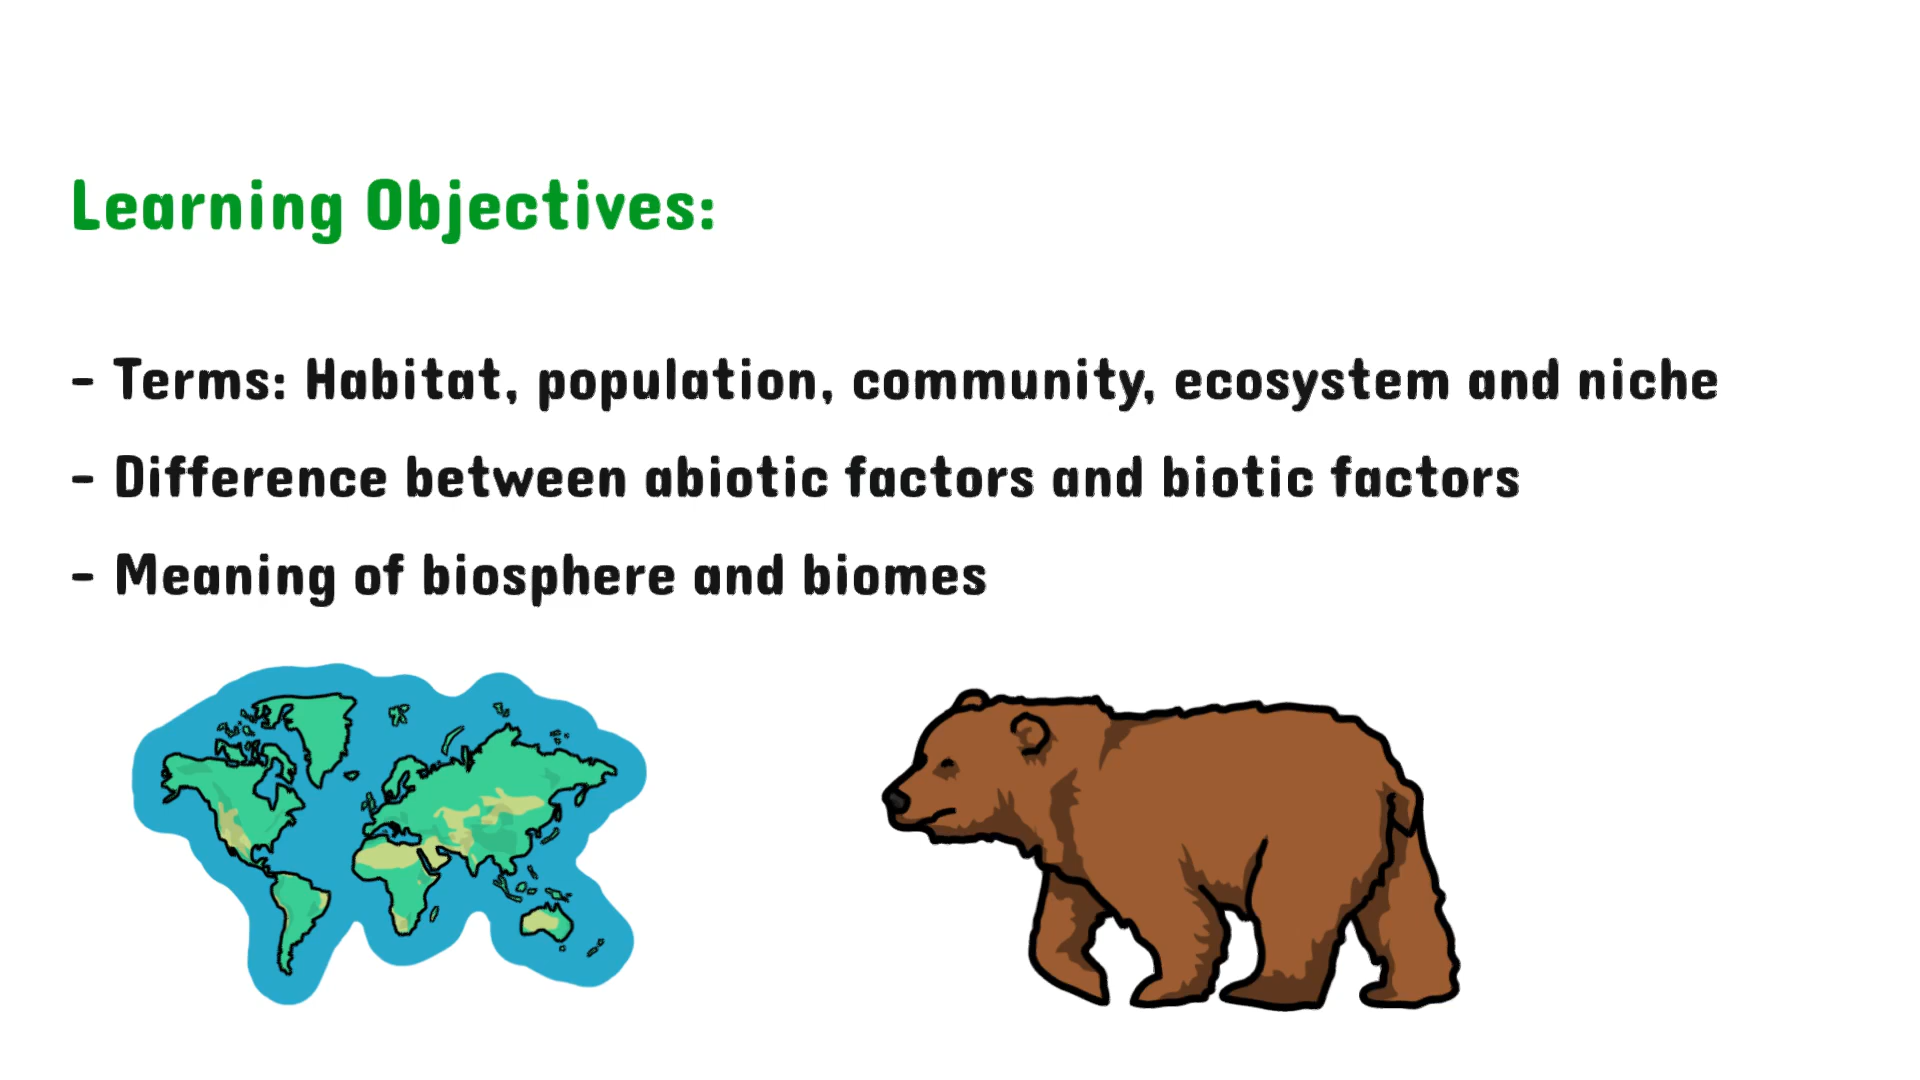 Learning Objectives:
- Terms: Habitat, population, community, ecosystem and niche
- Difference between abiotic factors and biotic factors
- Meaning of biosphere and biomes